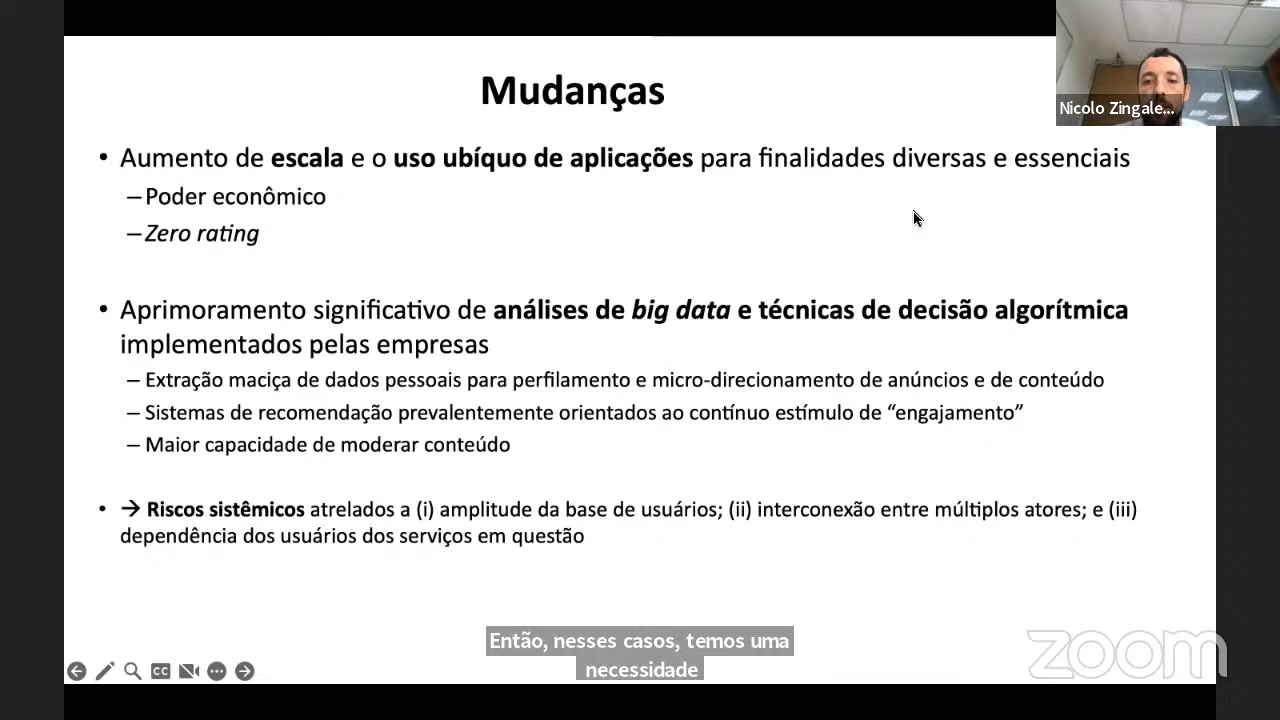 Mudanças
Nicolo Zingale...
• Aumento de escala e o uso ubíquo de aplicações para finalidades diversas e essenciais
– Poder econômico
– Zero rating
• Aprimoramento significativo de análises de big data e técnicas de decisão algorítmica
implementados pelas empresas
– Extração maciça de dados pessoais para perfilamento e micro-direcionamento de anúncios e de conteúdo
– Sistemas de recomendação prevalentemente orientados ao contínuo estímulo de “engajamento”
– Maior capacidade de moderar conteúdo
• → Riscos sistêmicos atrelados a (i) amplitude da base de usuários; (ii) interconexão entre múltiplos atores; e (iii)
dependência dos usuários dos serviços em questão
Então, nesses casos, temos uma
necessidade
zoom
CC